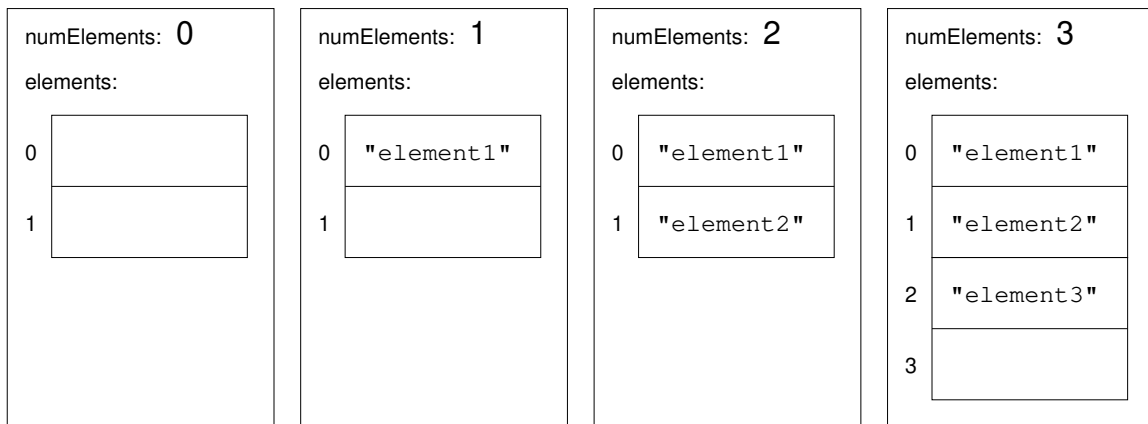 numElements: 0
elements:
0
1
numElements: 1
elements:
0 "element1"
1
numElements: 2
elements:
0 "element1"
1 "element2"
numElements: 3
elements:
0 "element1"
1 "element2"
2 "element3"
3